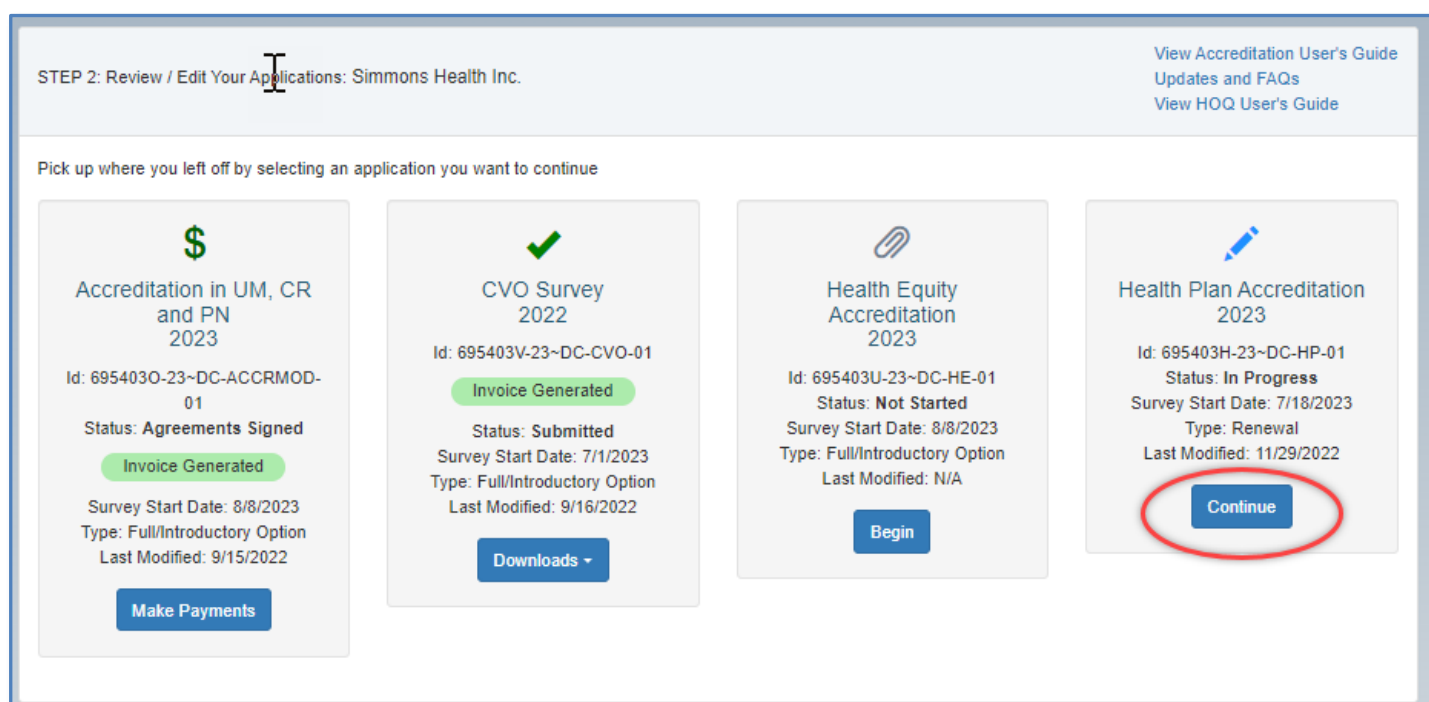 STEP 2: Review / Edit Your Applications: Simmons Health Inc.
View Accreditation User's Guide
Updates and FAQs
View HOQ User's Guide
Pick up where you left off by selecting an application you want to continue
$
Accreditation in UM, CR
and PN
2023
Id: 695403O-23~DC-ACCRMOD-
01
Status: Agreements Signed
Invoice Generated
Survey Start Date: 8/8/2023
Type: Full/Introductory Option
Last Modified: 9/15/2022
Make Payments
CVO Survey
2022
Id: 695403V-23~DC-CVO-01
Invoice Generated
Status: Submitted
Survey Start Date: 7/1/2023
Type: Full/Introductory Option
Last Modified: 9/16/2022
Downloads
Health Equity
Accreditation
2023
Id: 695403U-23~DC-HE-01
Status: Not Started
Survey Start Date: 8/8/2023
Type: Full/Introductory Option
Last Modified: N/A
Begin
Health Plan Accreditation
2023
Id: 695403H-23~DC-HP-01
Status: In Progress
Survey Start Date: 7/18/2023
Type: Renewal
Last Modified: 11/29/2022
Continue